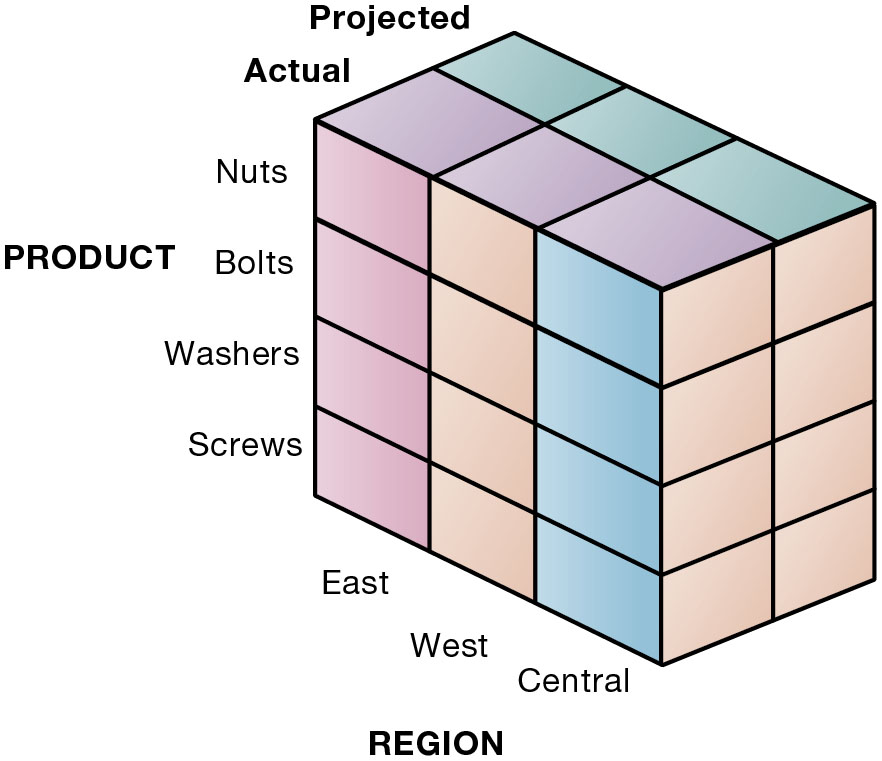 Projected
Actual
Nuts
PRODUCT
Bolts
Washers
Screws
East
West
Central
REGION